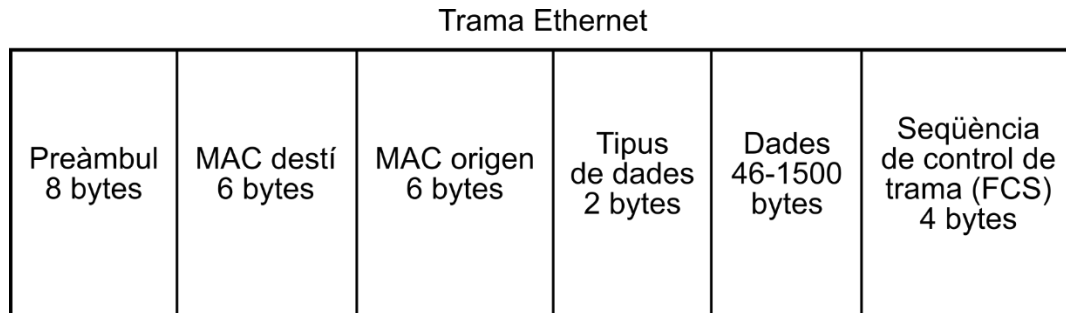 Trama Ethernet
Preàmbul
8 bytes
MAC destí
6 bytes
MAC origen
6 bytes
Tipus
de dades
2 bytes
Dades
46-1500
bytes
Seqüència
de control de
trama (FCS)
4 bytes